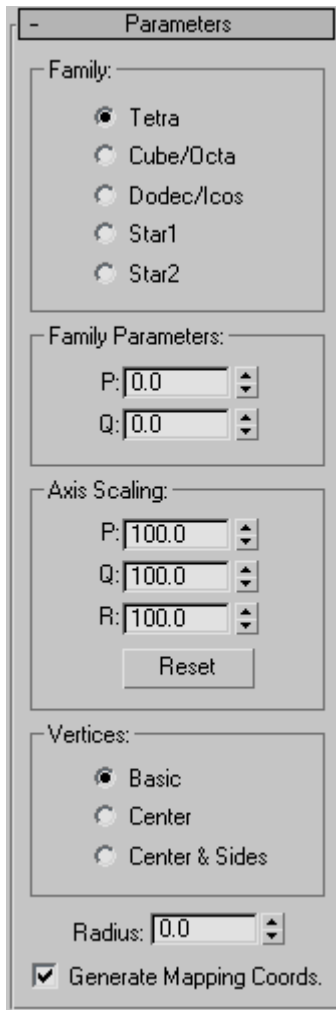 - Parameters
Family:
Tetra
Cube/Octa
Dodec/Icos
Star1
Star2
Family Parameters:
P: 0.0
Q: 0.0
Axis Scaling:
P: 100.0
Q: 100.0
R: 100.0
Reset
Vertices:
Basic
Center
Center & Sides
Radius: 0.0
Generate Mapping Coords.